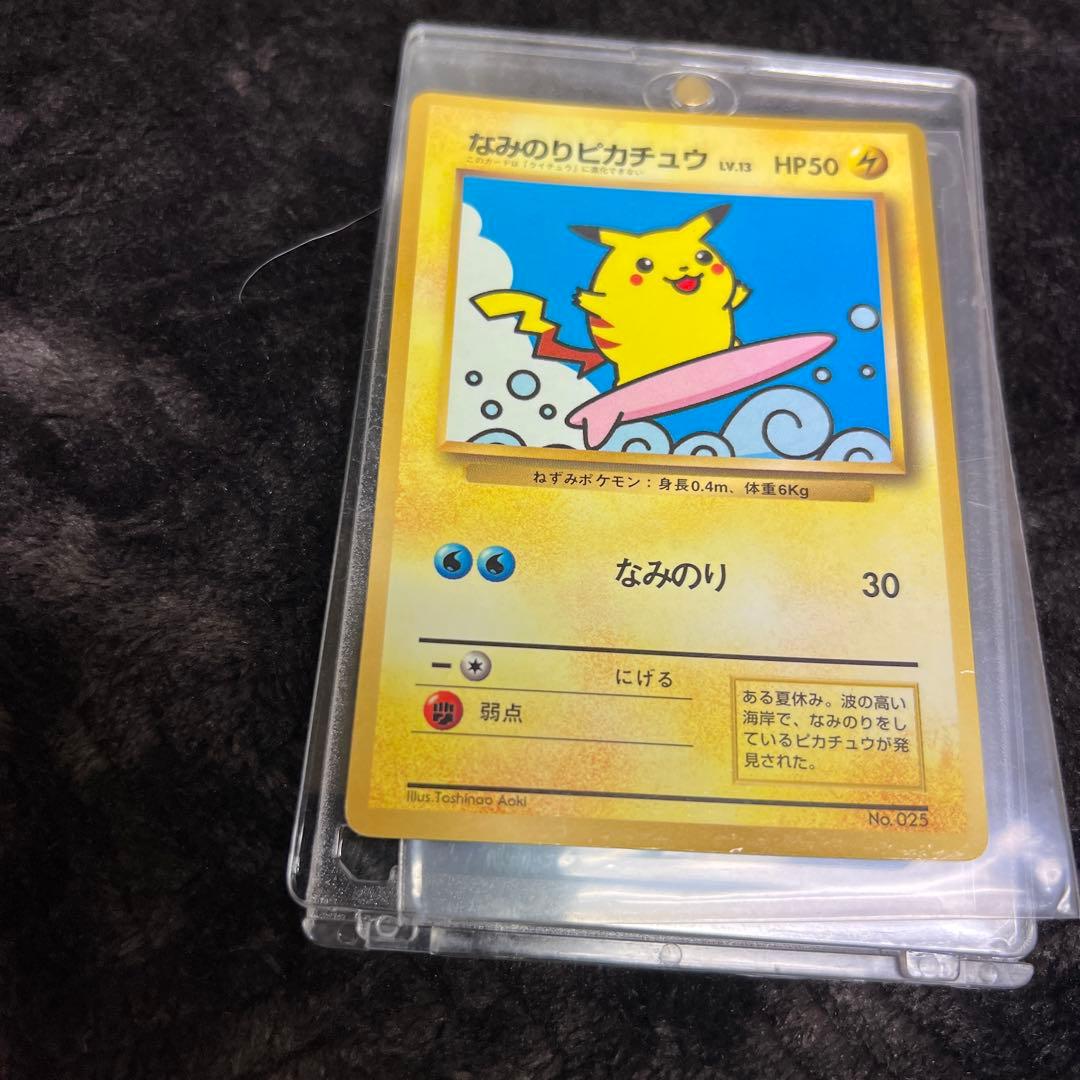 なみのりピカチュウ LV.13 HP50
このカードは『ライチュウ』に進化できない
ねずみポケモン：身長0.4m、体重6Kg
なみのり 30
にげる
弱点
ある夏休み。波の高い
海岸で、なみのりをし
ているピカチュウが発
見された。
Illus.Toshinao Aoki
No. 025